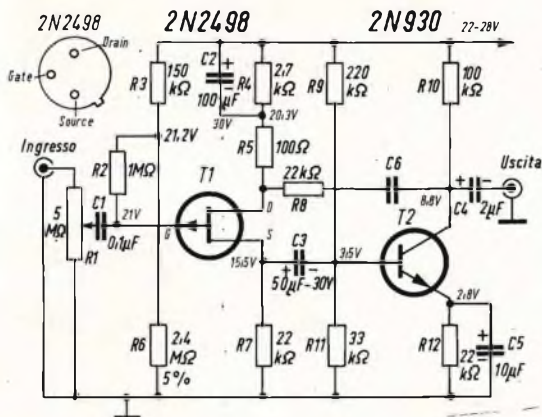 2N2498
2N2498
2N930
22-28V
Drain
Gate
Source
Ingresso
R3
150
kΩ
C2
+
100µF
30V
R4
2,7
kΩ
20,3V
R9
220
kΩ
R10
100
kΩ
21,2V
R2
1MΩ
R5
100Ω
T1
22kΩ
R8
C6
Uscita
5
MΩ
R1
C1
0,1µF
21V
G
D
S
8,8V
C4
+
2µF
T2
C3
+
50µF-30V
15,5V
3,5V
2,8V
R6
2,4
MΩ
5%
R7
22
kΩ
R11
33
kΩ
R12
22
kΩ
+
C5
10µF